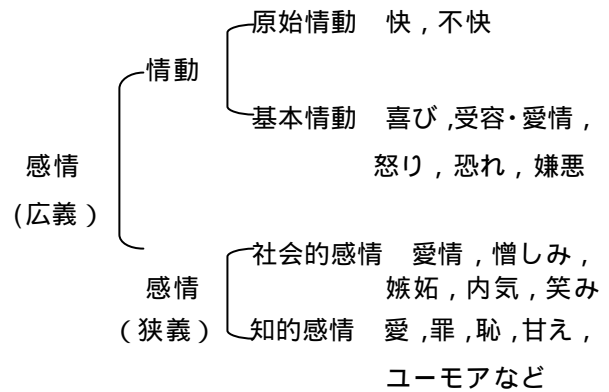 原始情動　快，不快
情動
基本情動　喜び，受容・愛情，
怒り，恐れ，嫌悪
感情
(広義）
社会的感情　愛情，憎しみ，
感情
嫉妬，内気，笑み
（狭義）
知的感情　愛，罪，恥，甘え，
ユーモアなど